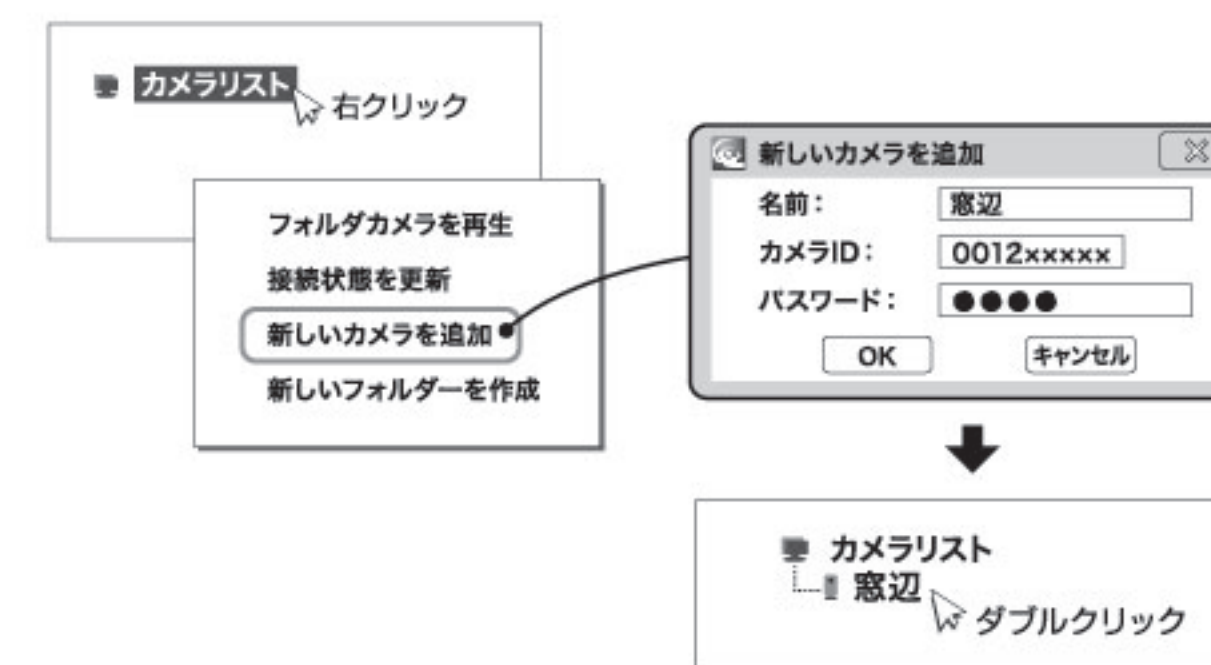 カメラリスト
右クリック
フォルダカメラを再生
接続状態を更新
新しいカメラを追加
新しいフォルダーを作成
新しいカメラを追加
名前：窓辺
カメラID：0012xxxxx
パスワード：●●●●
OK キャンセル
カメラリスト
窓辺
ダブルクリック